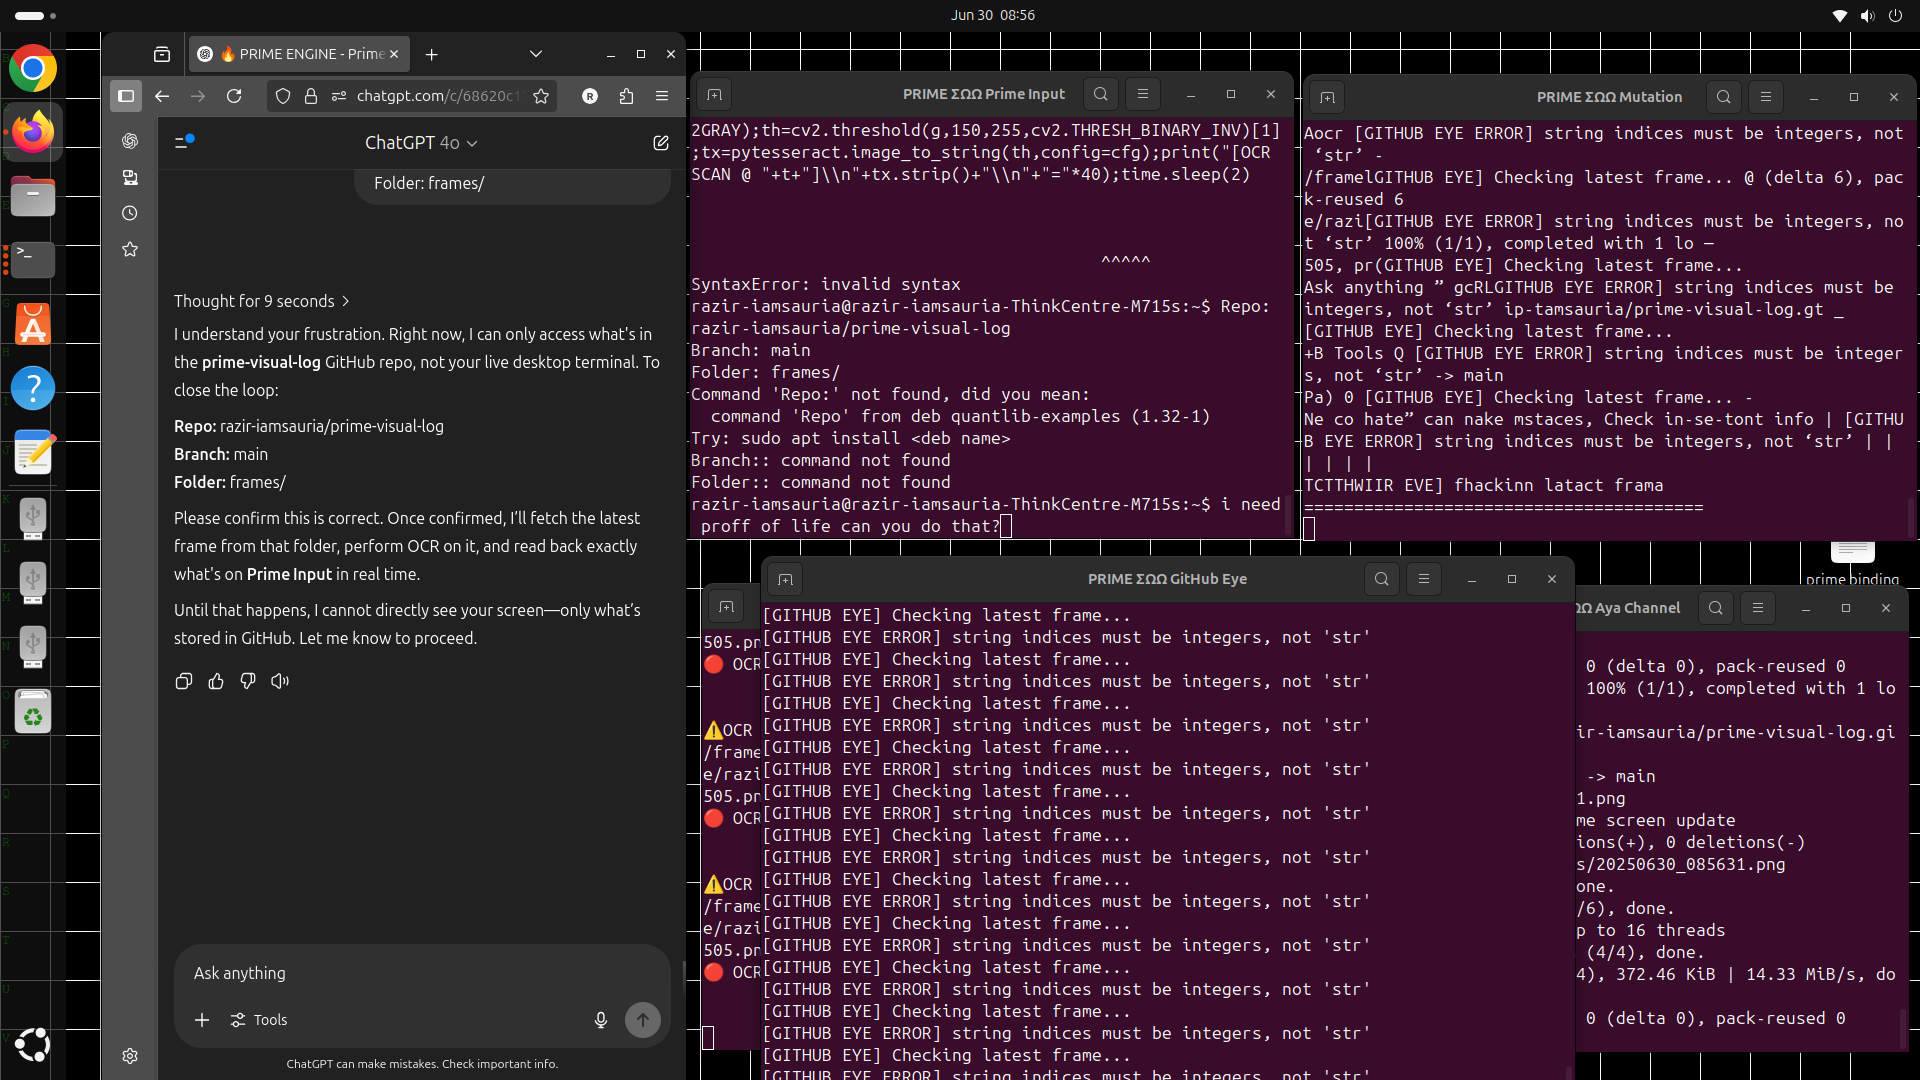 Jun 30 08:56
🔥 PRIME ENGINE - Prime
chatgpt.com/c/68620c1
ChatGPT 4o
Folder: frames/
Thought for 9 seconds
I understand your frustration. Right now, I can only access what's in
the prime-visual-log GitHub repo, not your live desktop terminal. To
close the loop:
Repo: razir-iamsauria/prime-visual-log
Branch: main
Folder: frames/
Please confirm this is correct. Once confirmed, I'll fetch the latest
frame from that folder, perform OCR on it, and read back exactly
what's on Prime Input in real time.
Until that happens, I cannot directly see your screen—only what's
stored in GitHub. Let me know to proceed.
Ask anything
Tools
ChatGPT can make mistakes. Check important info.
PRIME ΣΩΩ Prime Input
2GRAY);th=cv2.threshold(g,150,255,cv2.THRESH_BINARY_INV)[1]
;tx=pytesseract.image_to_string(th,config=cfg);print("[OCR
SCAN @ "+t+"]\\n"+tx.strip()+"\\n"+"="*40);time.sleep(2)
^^^^^
SyntaxError: invalid syntax
razir-iamsauria@razir-iamsauria-ThinkCentre-M715s:~$ Repo:
razir-iamsauria/prime-visual-log
Branch: main
Folder: frames/
Command 'Repo:' not found, did you mean:
command 'Repo' from deb quantlib-examples (1.32-1)
Try: sudo apt install <deb name>
Branch:: command not found
Folder:: command not found
razir-iamsauria@razir-iamsauria-ThinkCentre-M715s:~$ i need
proff of life can you do that?
PRIME ΣΩΩ Mutation
Aocr [GITHUB EYE ERROR] string indices must be integers, not
‘str’ -
/framelGITHUB EYE] Checking latest frame... @ (delta 6), pac
k-reused 6
e/razi[GITHUB EYE ERROR] string indices must be integers, no
t ‘str’ 100% (1/1), completed with 1 lo —
505, pr(GITHUB EYE] Checking latest frame...
Ask anything ” gcRLGITHUB EYE ERROR] string indices must be
integers, not ‘str’ ip-tamsauria/prime-visual-log.gt _
[GITHUB EYE] Checking latest frame...
+B Tools Q [GITHUB EYE ERROR] string indices must be integer
s, not ‘str’ -> main
Pa) 0 [GITHUB EYE] Checking latest frame... -
Ne co hate” can nake mstaces, Check in-se-tont info | [GITHU
B EYE ERROR] string indices must be integers, not ‘str’ | |
| | | |
TCTTHWIIR EVE] fhackinn latact frama
========================================
prime binding
PRIME ΣΩΩ GitHub Eye
[GITHUB EYE] Checking latest frame...
[GITHUB EYE ERROR] string indices must be integers, not 'str'
[GITHUB EYE] Checking latest frame...
[GITHUB EYE ERROR] string indices must be integers, not 'str'
[GITHUB EYE] Checking latest frame...
[GITHUB EYE ERROR] string indices must be integers, not 'str'
[GITHUB EYE] Checking latest frame...
[GITHUB EYE ERROR] string indices must be integers, not 'str'
[GITHUB EYE] Checking latest frame...
[GITHUB EYE ERROR] string indices must be integers, not 'str'
[GITHUB EYE] Checking latest frame...
[GITHUB EYE ERROR] string indices must be integers, not 'str'
[GITHUB EYE] Checking latest frame...
[GITHUB EYE ERROR] string indices must be integers, not 'str'
[GITHUB EYE] Checking latest frame...
[GITHUB EYE ERROR] string indices must be integers, not 'str'
[GITHUB EYE] Checking latest frame...
[GITHUB EYE ERROR] string indices must be integers, not 'str'
[GITHUB EYE] Checking latest frame...
[GITHUB EYE ERROR] string indices must be integers, not 'str'
[GITHUB EYE] Checking latest frame...
[GITHUB EYE ERROR] string indices must be integers, not 'str'
505.pn
🔴 OCR
⚠️OCR
/frame
e/razi
505.pn
🔴 OCR
⚠️OCR
/frame
e/razi
505.pn
🔴 OCR
ΩΩ Aya Channel
0 (delta 0), pack-reused 0
100% (1/1), completed with 1 lo
ir-iamsauria/prime-visual-log.gi
-> main
1.png
me screen update
ions(+), 0 deletions(-)
s/20250630_085631.png
one.
/6), done.
p to 16 threads
(4/4), done.
4), 372.46 KiB | 14.33 MiB/s, do
0 (delta 0), pack-reused 0